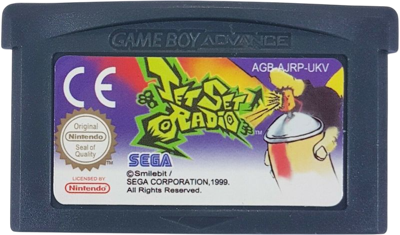 GAME BOY ADVANCE
AGB-AJRP-UKV
CE
JET SET
RADIO
™
Original
Nintendo
Seal of
Quality
SEGA
LICENSED BY
Nintendo
©Smilebit /
SEGA CORPORATION,1999.
All Rights Reserved.